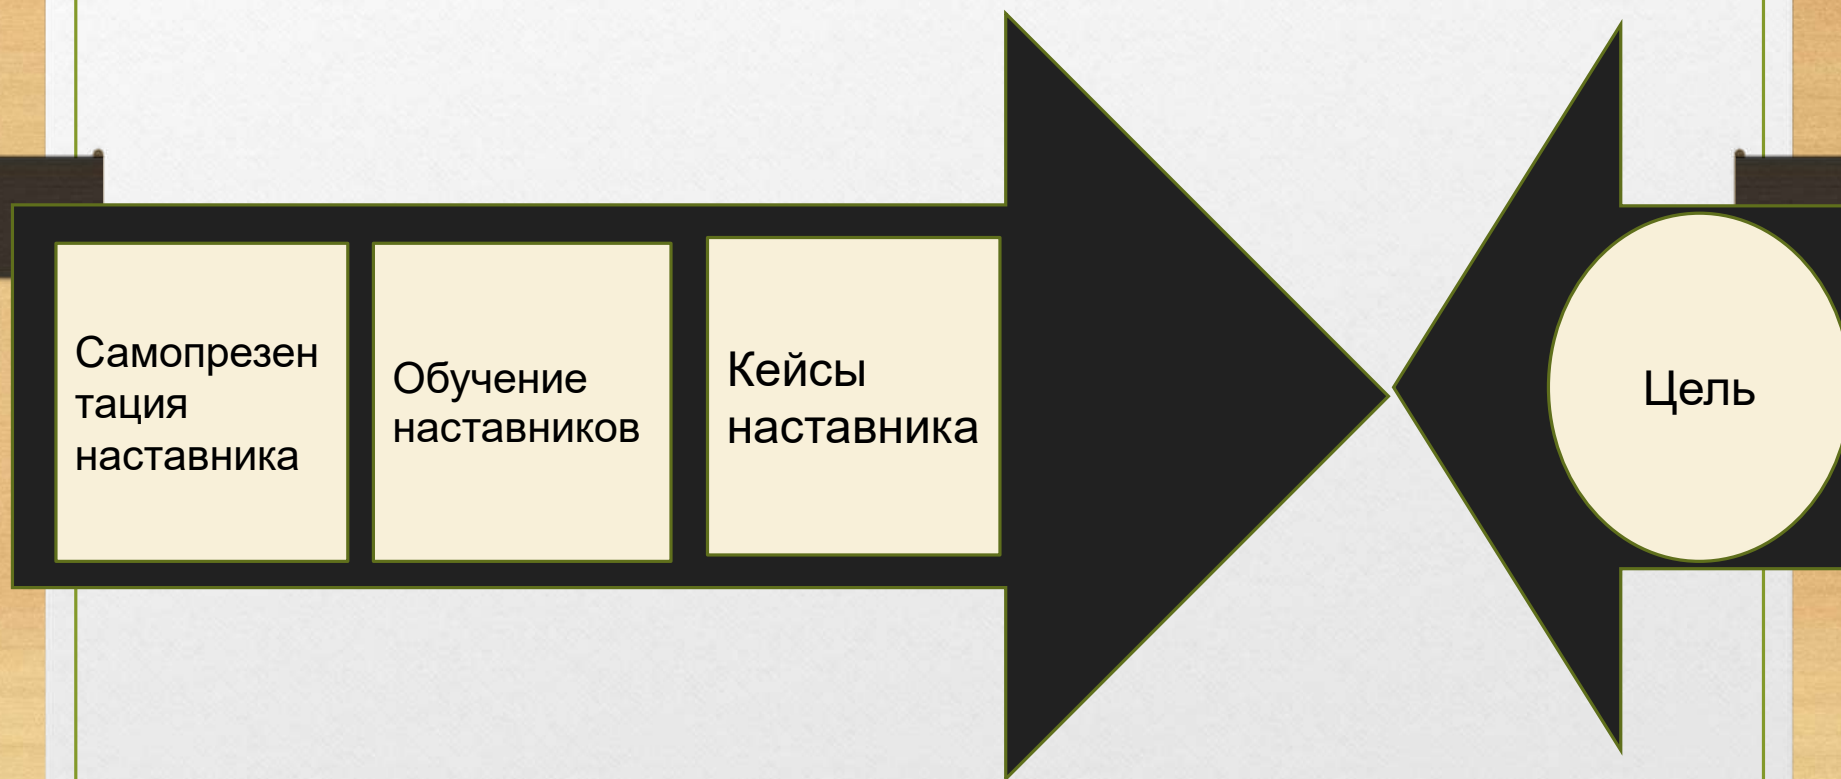 Самопрезен
тация
наставника
Обучение
наставников
Кейсы
наставника
Цель